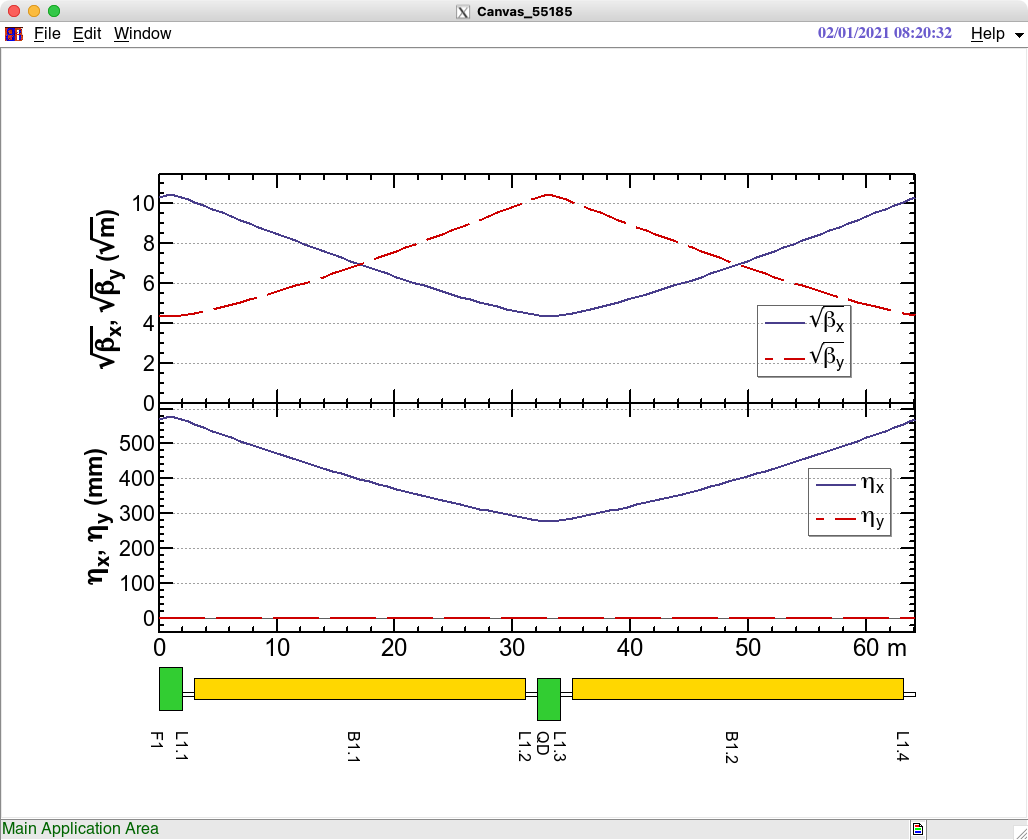 Canvas_55185
File Edit Window 02/01/2021 08:20:32 Help
10
8
6
4
2
0
√βx, √βy (√m)
√βx
√βy
500
400
300
200
100
0
ηx, ηy (mm)
ηx
ηy
0 10 20 30 40 50 60 m
F1 L1.1 B1.1 L1.2 QD L1.3 B1.2 L1.4
Main Application Area